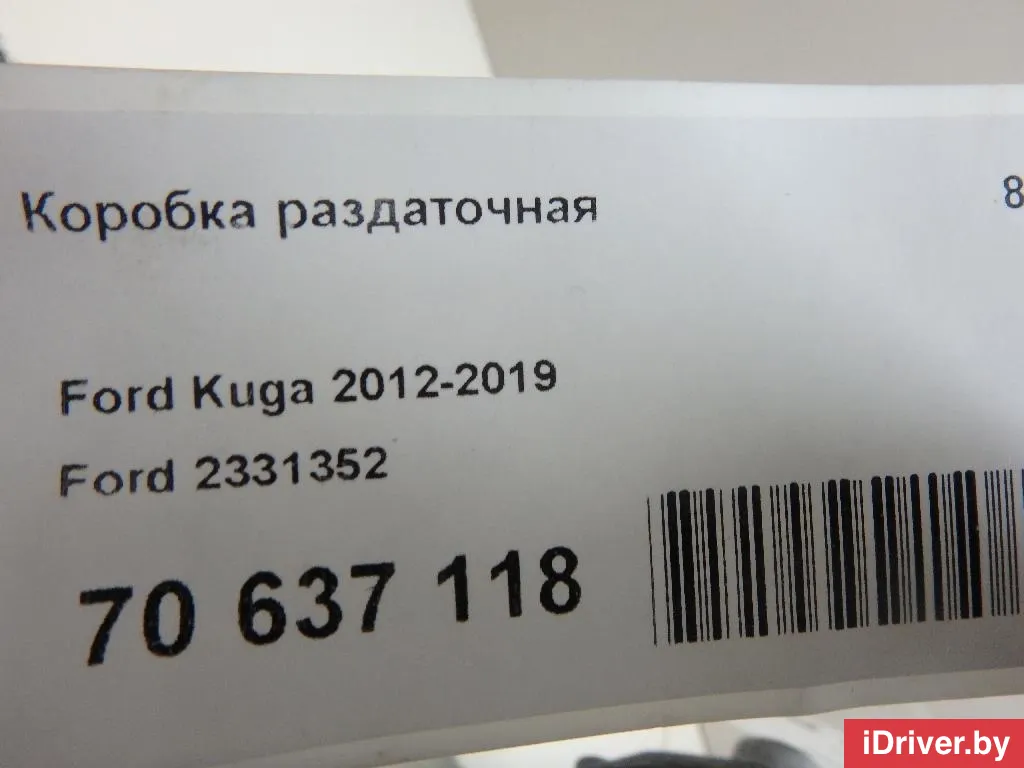 Коробка раздаточная
8
Ford Kuga 2012-2019
Ford 2331352
70 637 118
iDriver.by